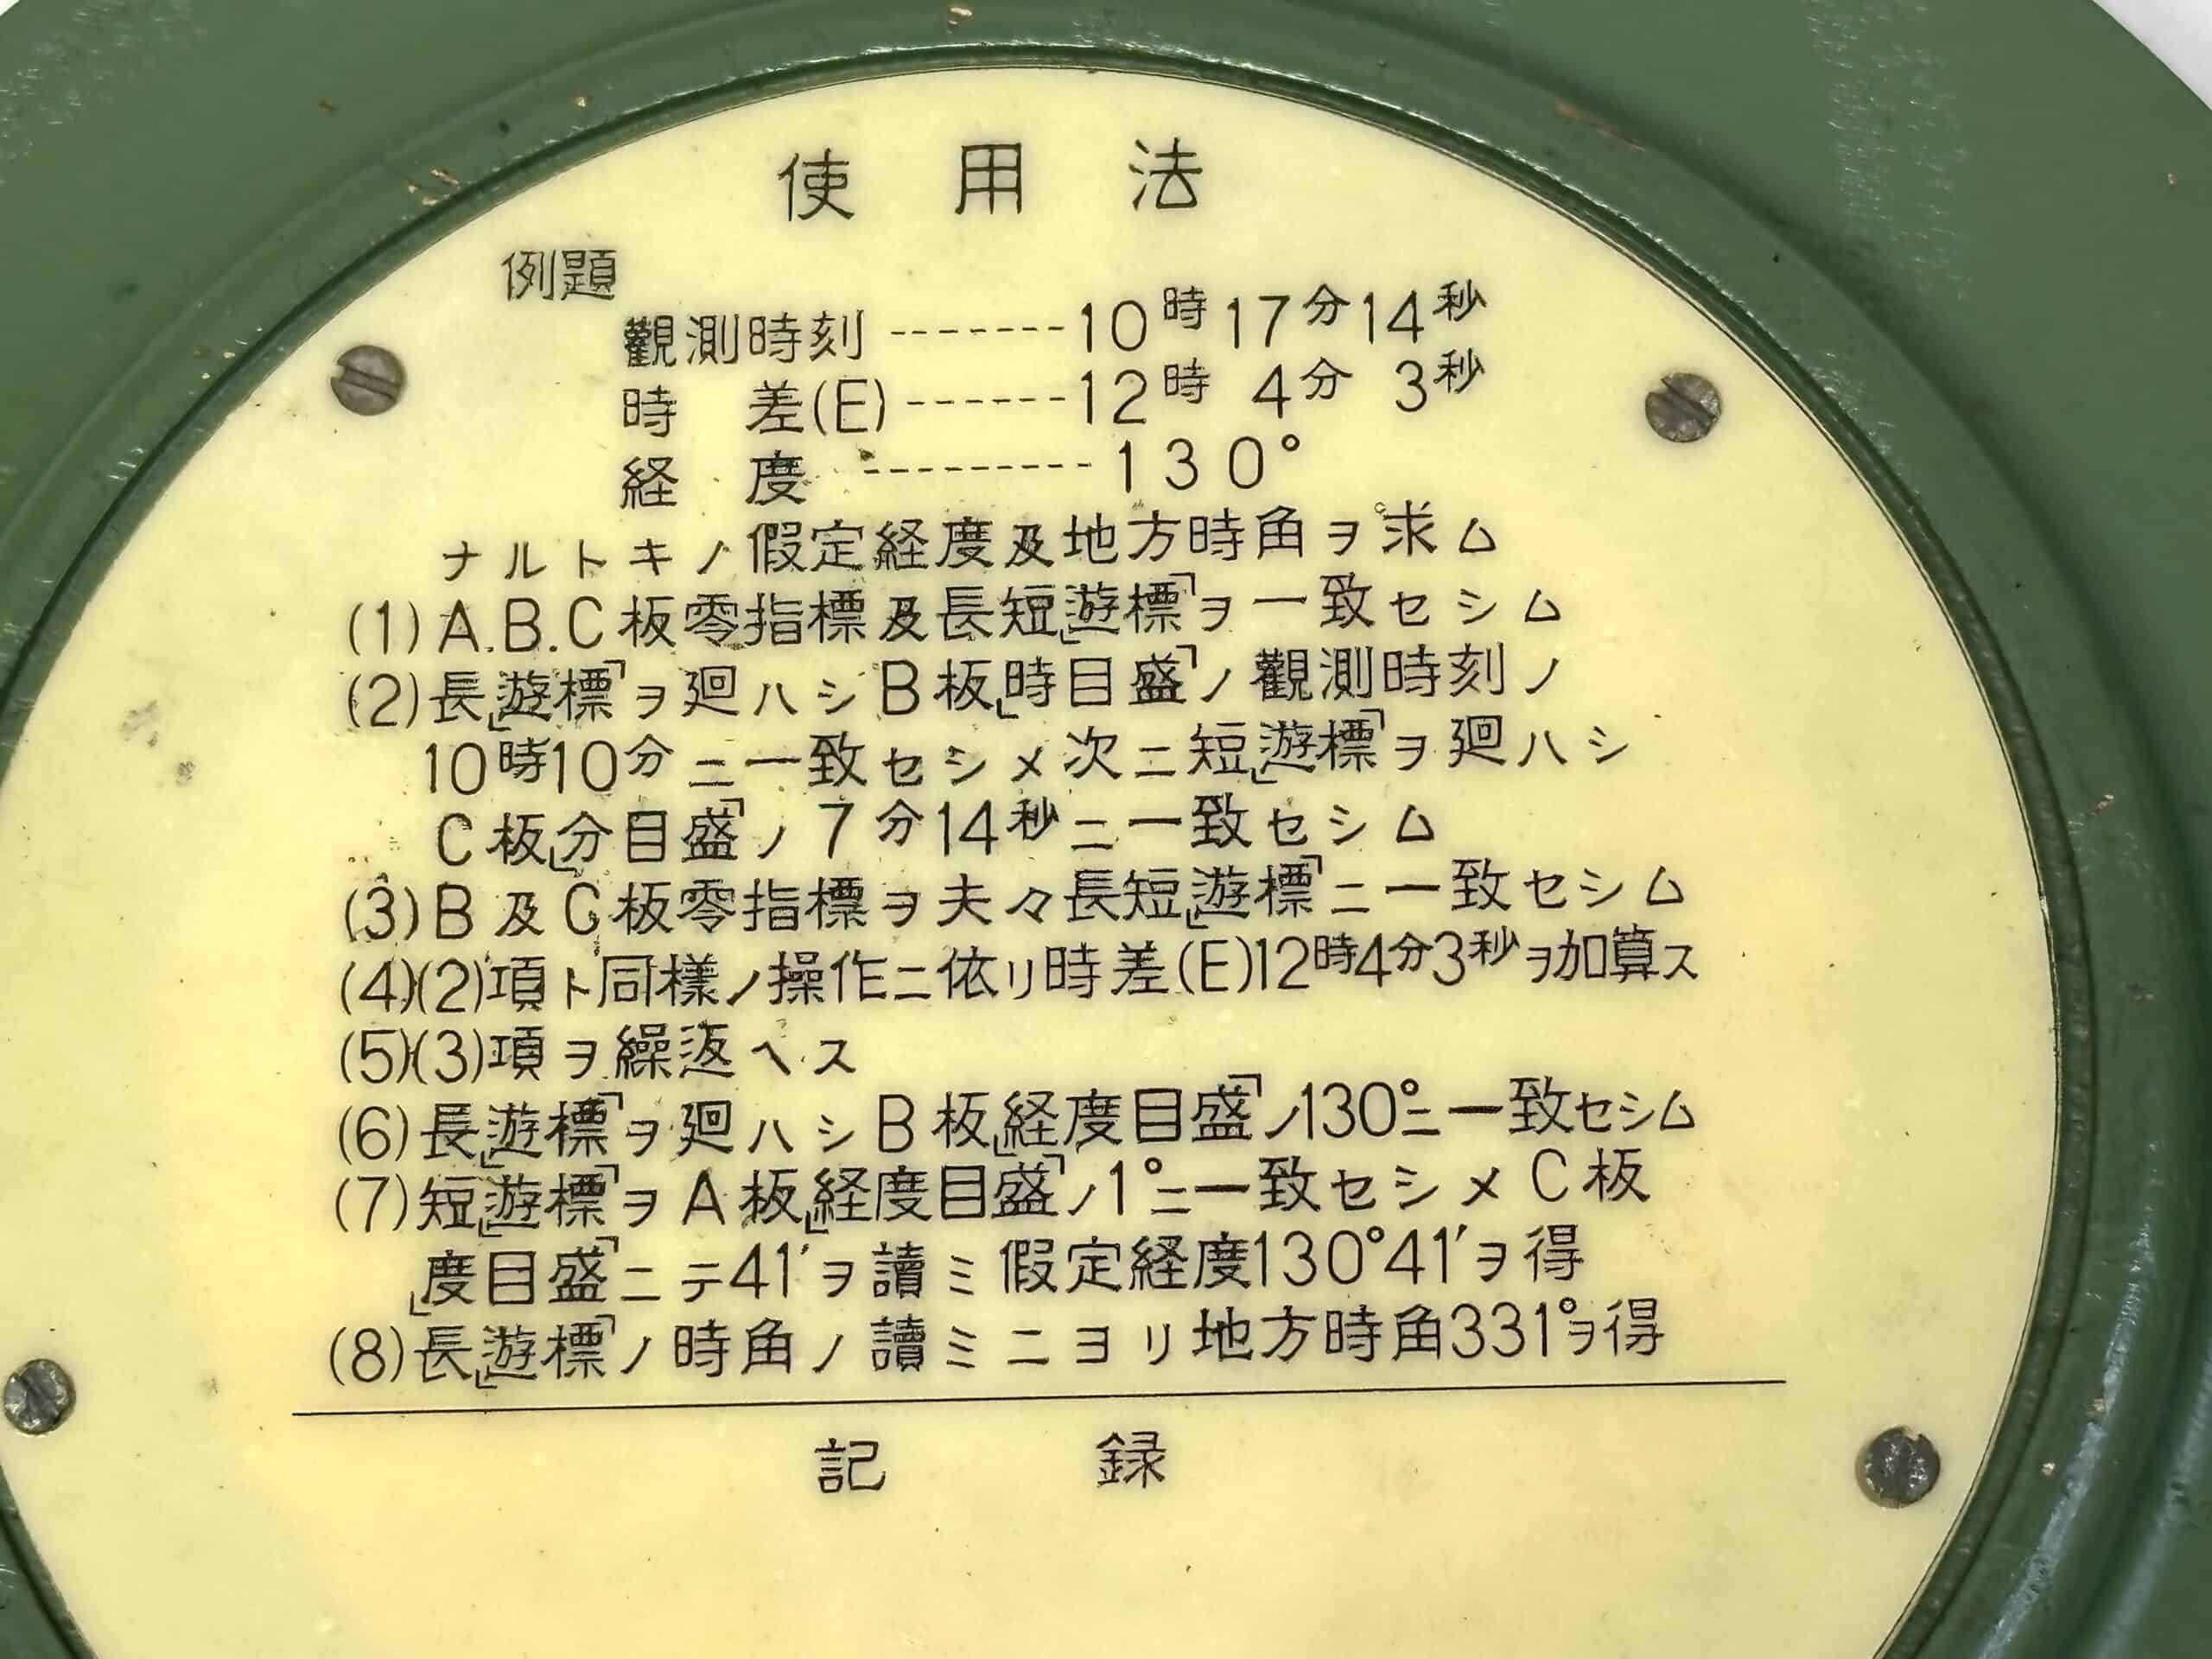 使用法
例題
觀測時刻-------10時17分14秒
時差(E)------12時4分3秒
経度---------130°
ナルトキノ假定経度及地方時角ヲ求ム
(1)A.B.C板零指標及長短「遊標」ヲ一致セシム
(2)長「遊標」ヲ廻ハシB板「時目盛」ノ觀測時刻ノ
10時10分ニ一致セシメ次ニ短「遊標」ヲ廻ハシ
C板「分目盛」ノ7分14秒ニ一致セシム
(3)B及C板零指標ヲ夫々長短「遊標」ニ一致セシム
(4)(2)項ト同様ノ操作ニ依リ時差(E)12時4分3秒ヲ加算ス
(5)(3)項ヲ繰返ヘス
(6)長「遊標」ヲ廻ハシB板「経度目盛」ノ130°ニ一致セシム
(7)短「遊標」ヲA板「経度目盛」ノ1°ニ一致セシメC板
「度目盛」ニテ41′ヲ讀ミ假定経度130°41′ヲ得
(8)長「遊標」ノ時角ノ讀ミニヨリ地方時角331°ヲ得
記録